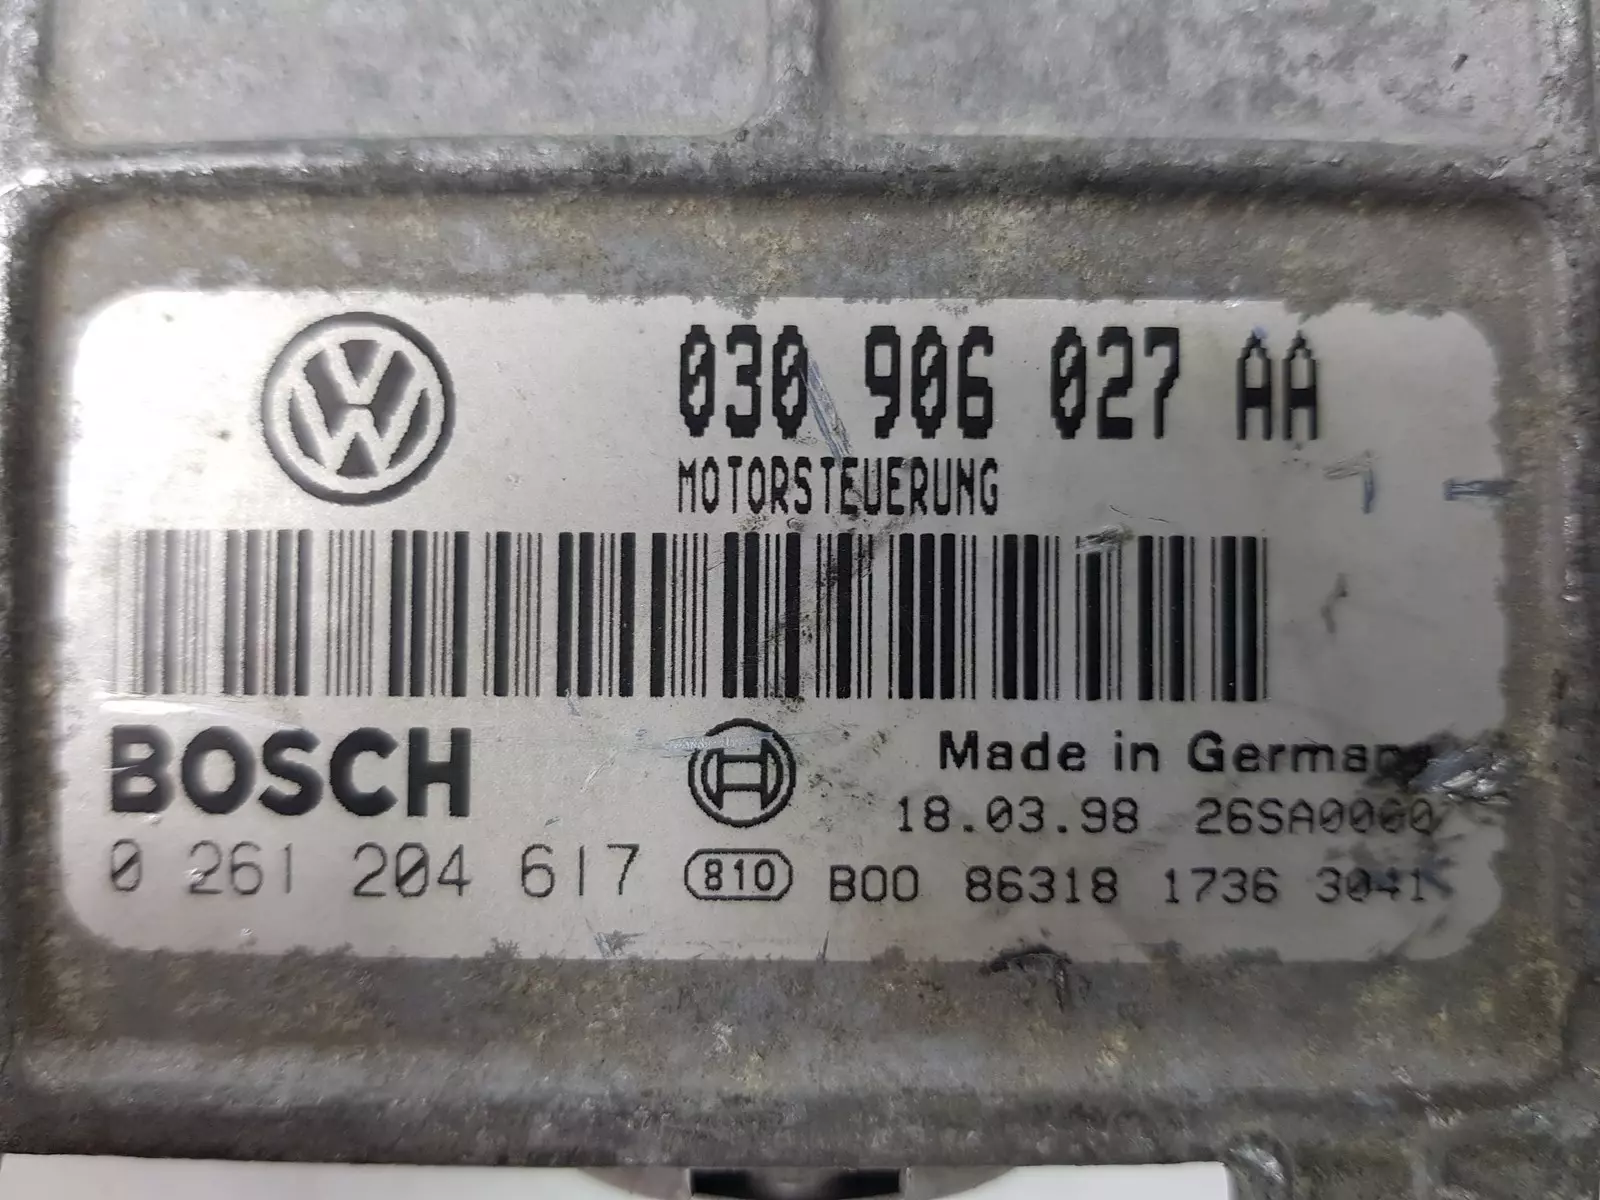 030 906 027 AA
MOTORSTEUERUNG
BOSCH
Made in Germany
18.03.98 26SA0060
0 261 204 617 810 B00 86318 1736 3041